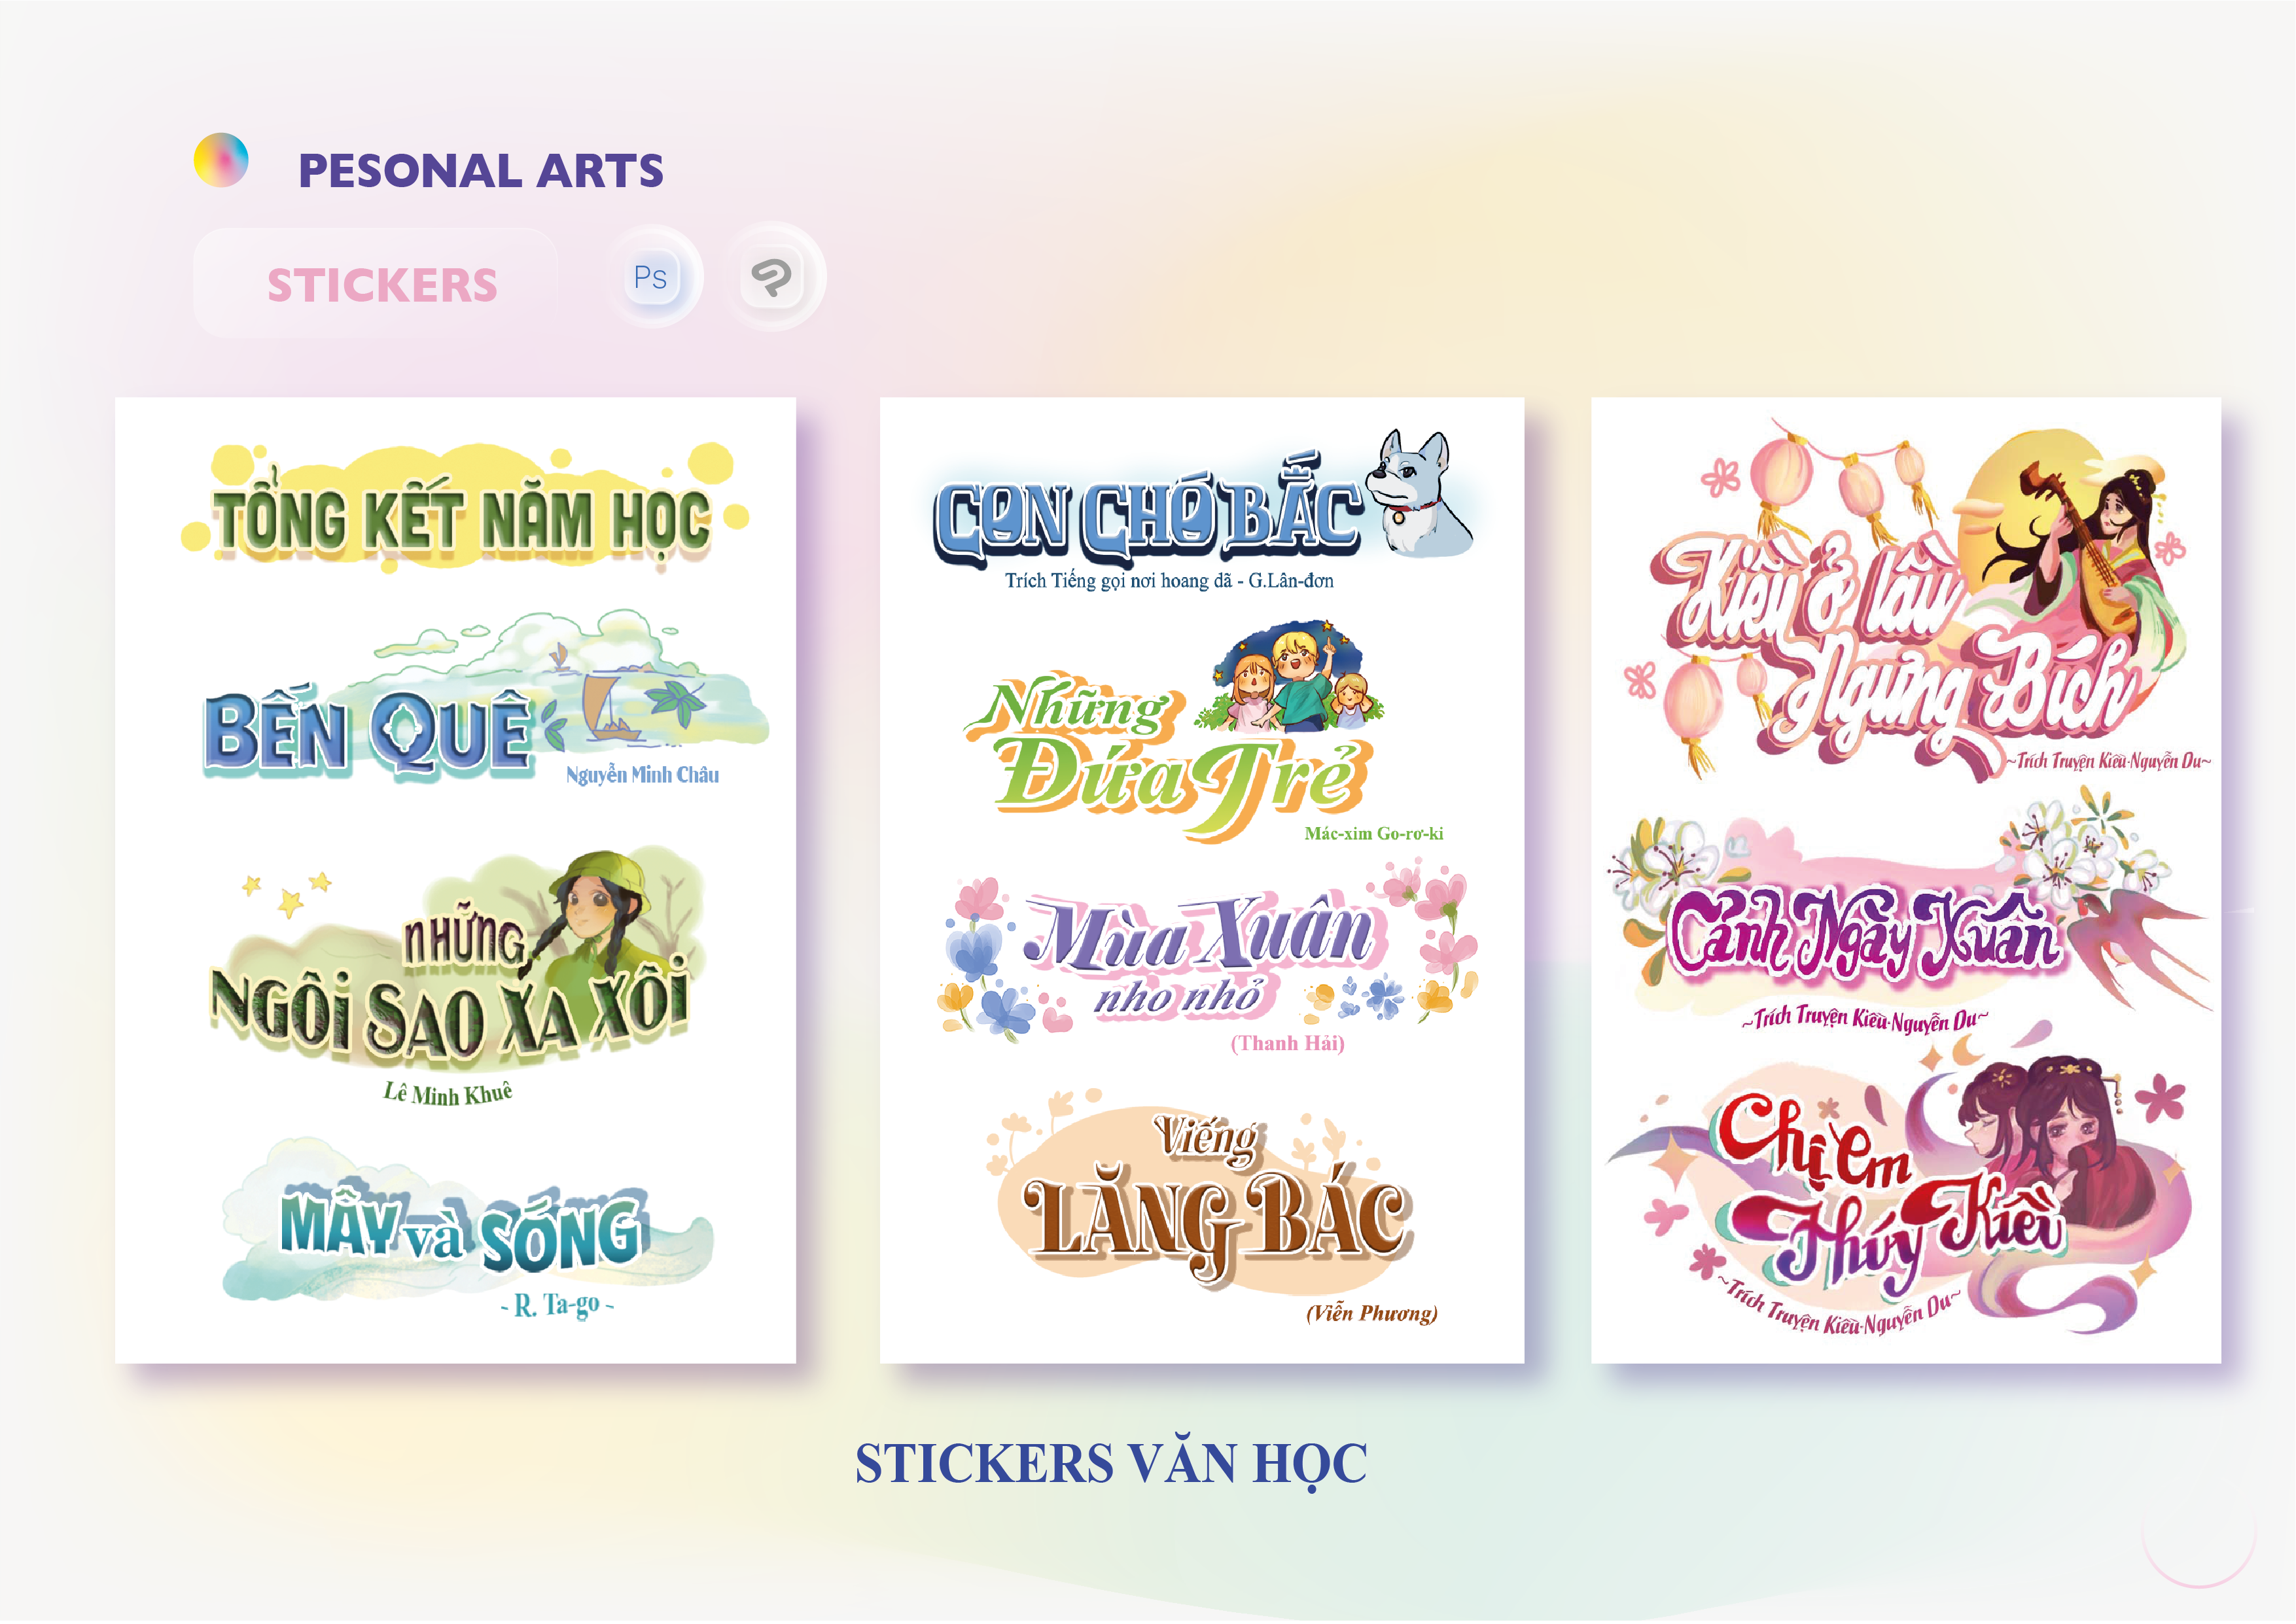 PESONAL ARTS
STICKERS
Ps
TỔNG KẾT NĂM HỌC
BẾN QUÊ
Nguyễn Minh Châu
NHỮNG
NGÔI SAO XA XÔI
Lê Minh Khuê
MÂY và SÓNG
- R. Ta-go -
CON CHÓ BẮC
Trích Tiếng gọi nơi hoang dã - G.Lân-đơn
Những
Đứa Trẻ
Mác-xim Go-rơ-ki
Mùa Xuân
nho nhỏ
(Thanh Hải)
Viếng
LĂNG BÁC
(Viễn Phương)
Kiều ở lầu
Ngưng Bích
~Trích Truyện Kiều-Nguyễn Du~
Cảnh Ngày Xuân
~Trích Truyện Kiều-Nguyễn Du~
Chị em
Thúy Kiều
~Trích Truyện Kiều-Nguyễn Du~
STICKERS VĂN HỌC